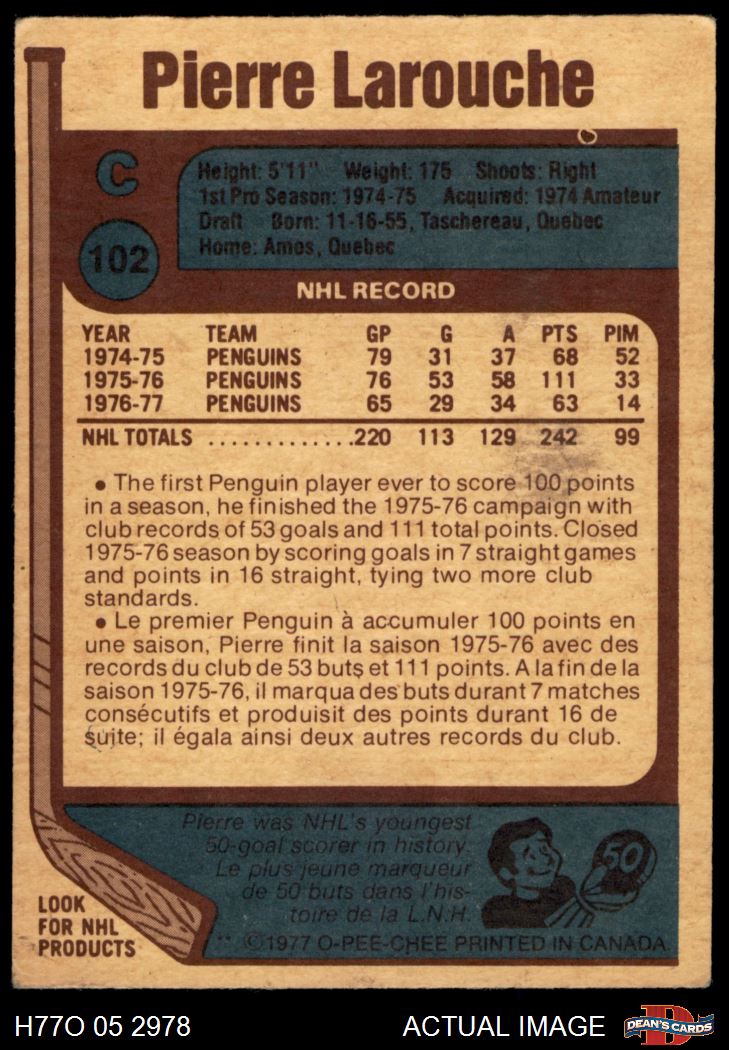 Pierre Larouche
C
102
Height: 5'11" Weight: 175 Shoots: Right
1st Pro Season: 1974-75 Acquired: 1974 Amateur
Draft Born: 11-16-55, Taschereau, Quebec
Home: Amos, Quebec
NHL RECORD
YEAR TEAM GP G A PTS PIM
1974-75 PENGUINS 79 31 37 68 52
1975-76 PENGUINS 76 53 58 111 33
1976-77 PENGUINS 65 29 34 63 14
NHL TOTALS .............220 113 129 242 99
• The first Penguin player ever to score 100 points
in a season, he finished the 1975-76 campaign with
club records of 53 goals and 111 total points. Closed
1975-76 season by scoring goals in 7 straight games
and points in 16 straight, tying two more club
standards.
• Le premier Penguin à accumuler 100 points en
une saison, Pierre finit la saison 1975-76 avec des
records du club de 53 buts et 111 points. A la fin de la
saison 1975-76, il marqua des buts durant 7 matches
consécutifs et produisit des points durant 16 de
suite; il égala ainsi deux autres records du club.
Pierre was NHL's youngest
50-goal scorer in history.
Le plus jeune marqueur
de 50 buts dans l'his-
toire de la L.N.H.
50
LOOK
FOR NHL
PRODUCTS
** ©1977 O-PEE-CHEE PRINTED IN CANADA
H77O 05 2978 ACTUAL IMAGE
D
DEAN'S CARDS